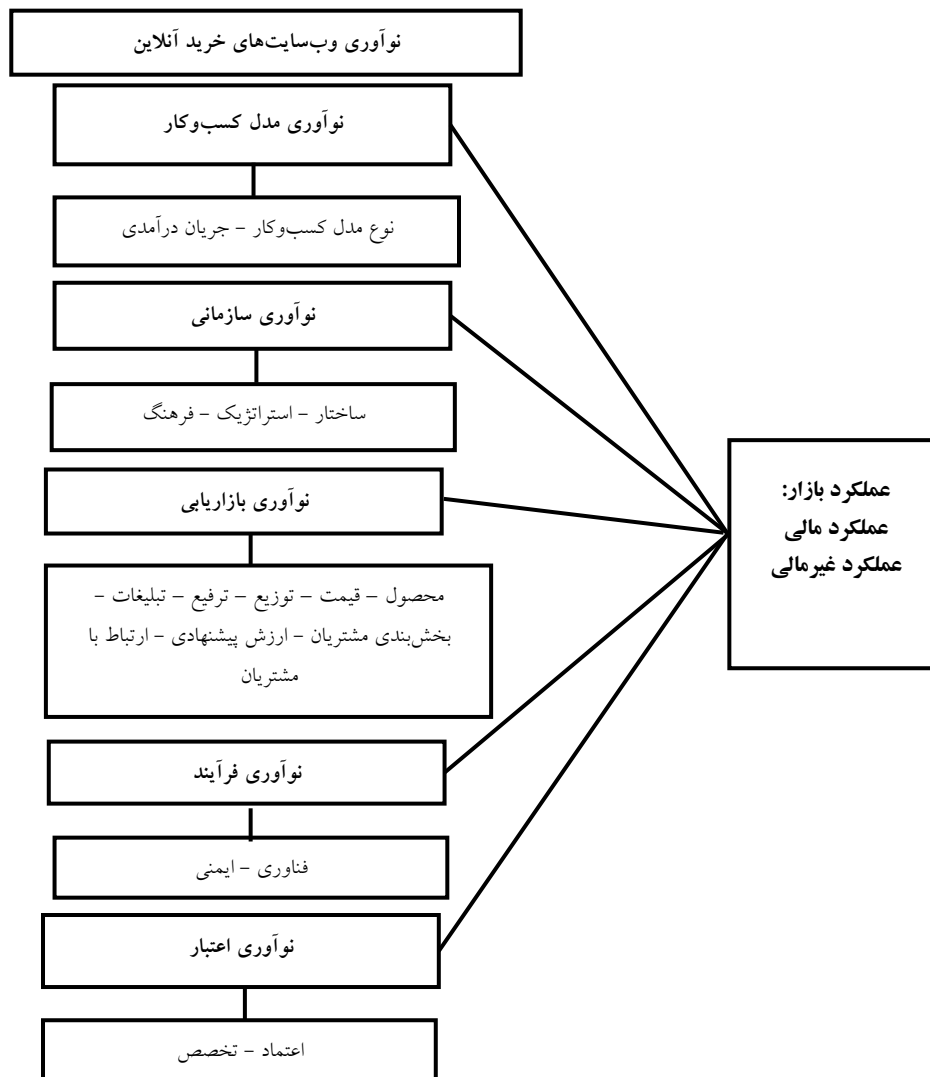 نوآوری وب‌سایت‌های خرید آنلاین
نوآوری مدل کسب‌وکار
نوع مدل کسب‌وکار – جریان درآمدی
نوآوری سازمانی
ساختار – استراتژیک – فرهنگ
نوآوری بازاریابی
محصول – قیمت – توزیع – ترفیع – تبلیغات –
بخش‌بندی مشتریان – ارزش پیشنهادی – ارتباط با
مشتریان
نوآوری فرآیند
فناوری – ایمنی
نوآوری اعتبار
اعتماد – تخصص
عملکرد بازار:
عملکرد مالی
عملکرد غیرمالی